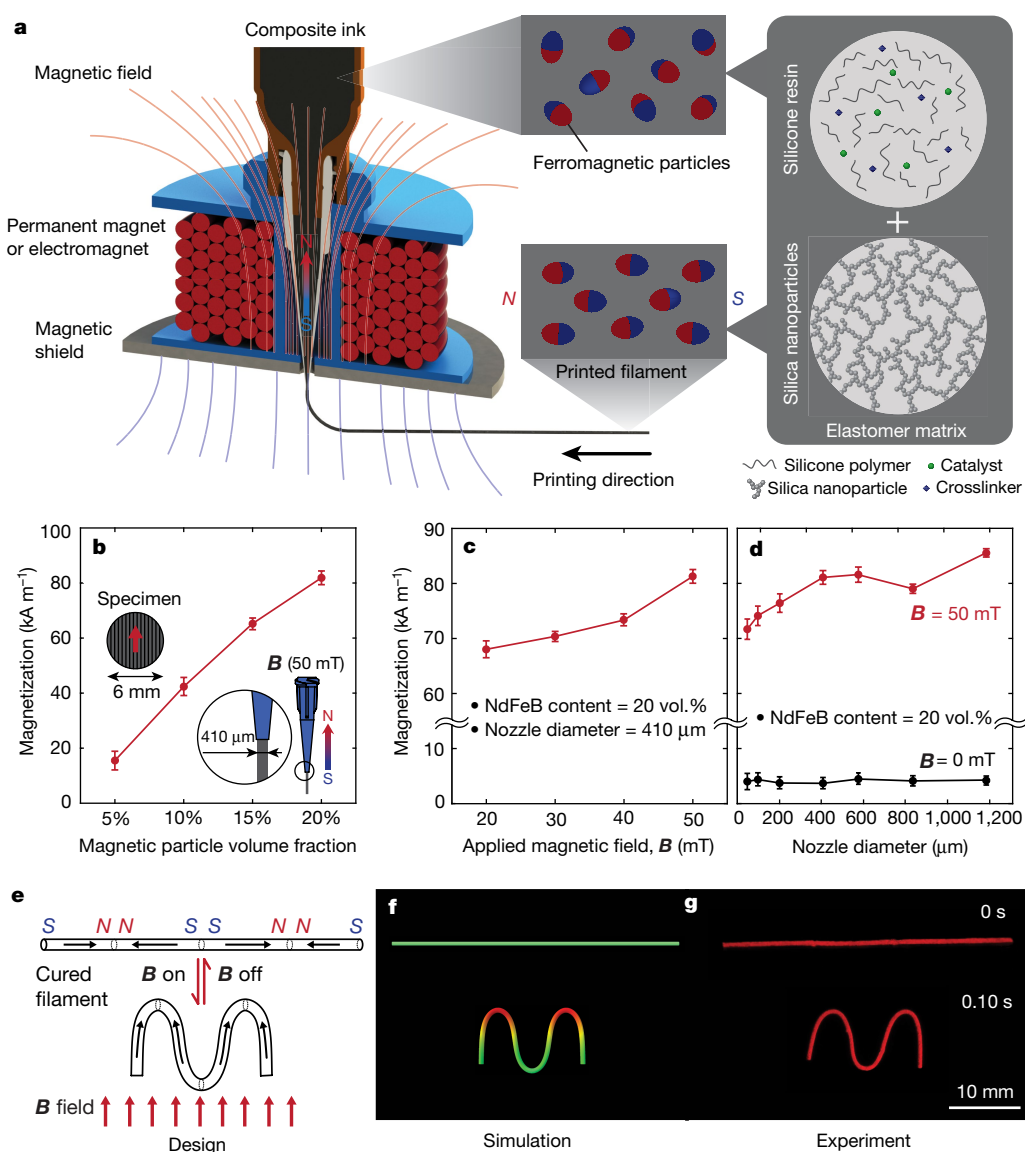 a
Composite ink
Magnetic field
Ferromagnetic particles
Permanent magnet
or electromagnet
N
S
Magnetic
shield
N
S
Printed filament
Printing direction
Silicone resin
+
Silica nanoparticles
Elastomer matrix
Silicone polymer
Catalyst
Silica nanoparticle
Crosslinker
b
Magnetization (kA m−1)
100
80
60
40
20
0
Specimen
6 mm
B (50 mT)
410 μm
N
S
5%
10%
15%
20%
Magnetic particle volume fraction
c
Magnetization (kA m−1)
90
80
70
60
10
5
0
NdFeB content = 20 vol.%
Nozzle diameter = 410 μm
20
30
40
50
Applied magnetic field, B (mT)
d
B = 50 mT
NdFeB content = 20 vol.%
B = 0 mT
0
200
400
600
800
1,000
1,200
Nozzle diameter (μm)
e
S
N
N
S
S
N
N
S
Cured
filament
B on
B off
B field
Design
f
Simulation
g
0 s
0.10 s
10 mm
Experiment